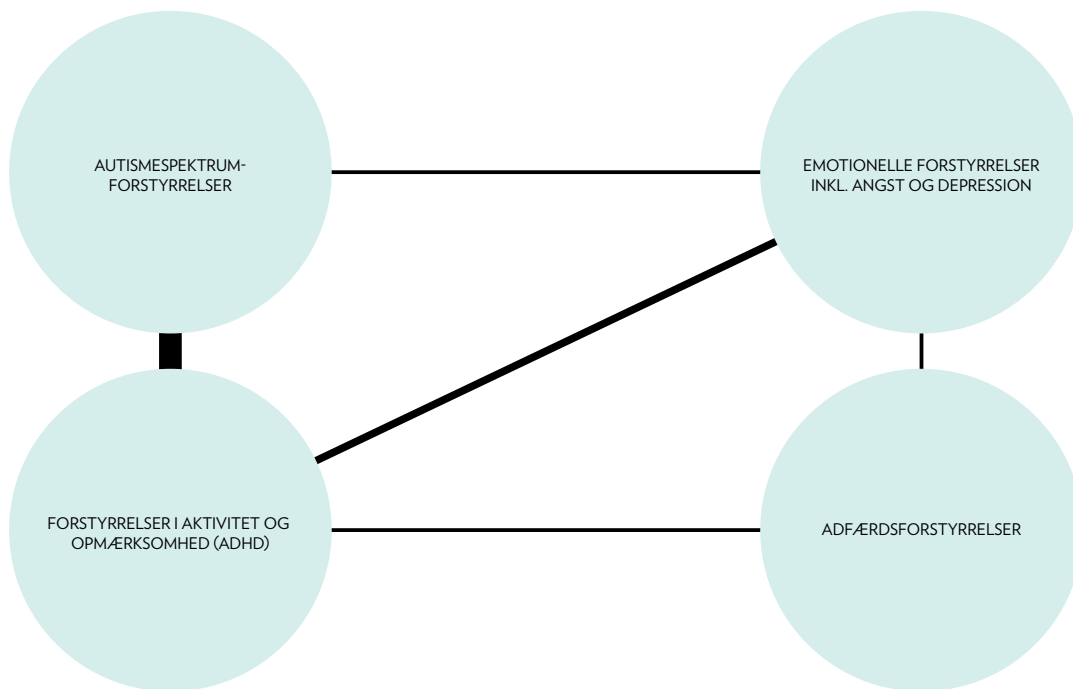 AUTISMESPEKTRUM-
FORSTYRRELSER
EMOTIONELLE FORSTYRRELSER
INKL. ANGST OG DEPRESSION
FORSTYRRELSER I AKTIVITET OG
OPMÆRKSOMHED (ADHD)
ADFÆRDSFORSTYRRELSER